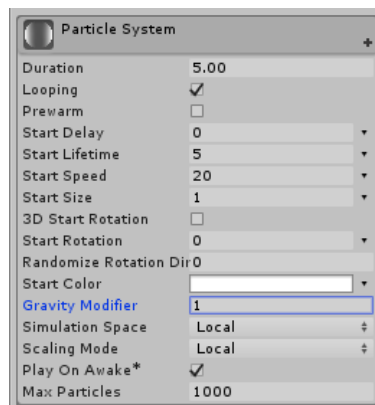 Particle System
Duration 5.00
Looping
Prewarm
Start Delay 0
Start Lifetime 5
Start Speed 20
Start Size 1
3D Start Rotation
Start Rotation 0
Randomize Rotation Dir 0
Start Color
Gravity Modifier 1
Simulation Space Local
Scaling Mode Local
Play On Awake*
Max Particles 1000